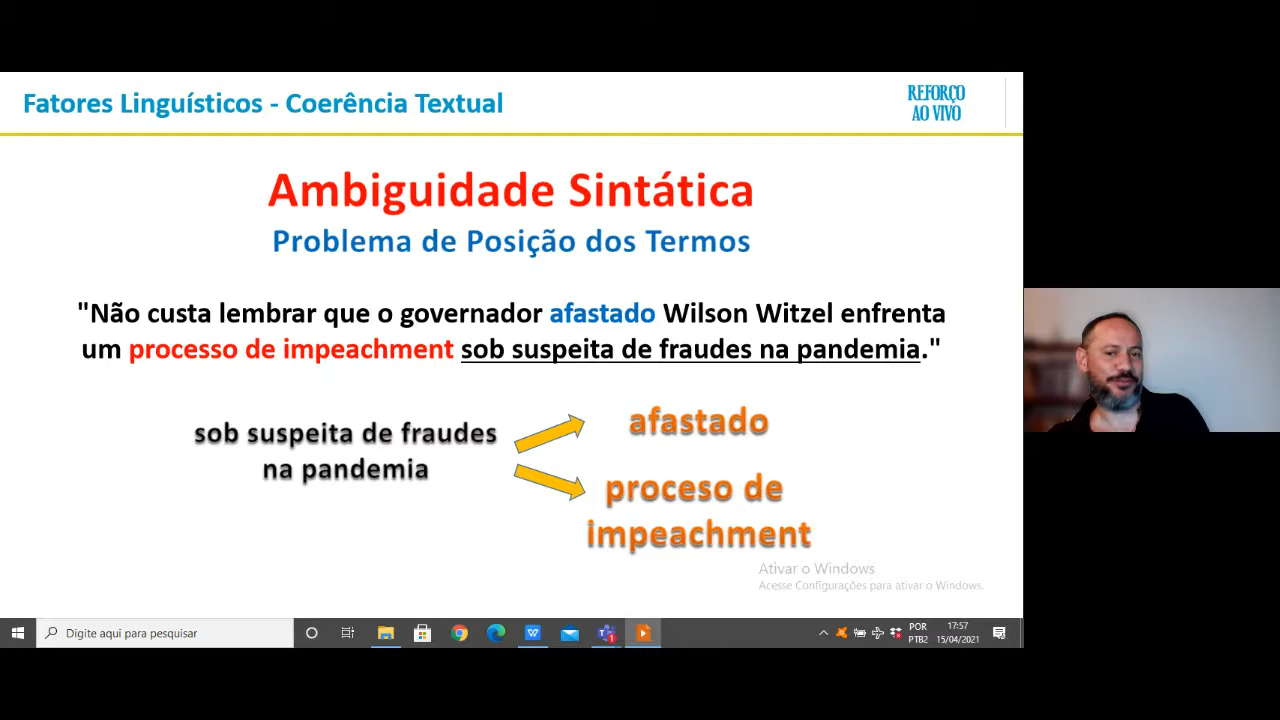 Fatores Linguísticos - Coerência Textual
REFORÇO
AO VIVO
Ambiguidade Sintática
Problema de Posição dos Termos
"Não custa lembrar que o governador afastado Wilson Witzel enfrenta
um processo de impeachment sob suspeita de fraudes na pandemia."
sob suspeita de fraudes
na pandemia
afastado
proceso de
impeachment
Ativar o Windows
Acesse Configurações para ativar o Windows.
Digite aqui para pesquisar
W
1
POR
PTB2
17:57
15/04/2021